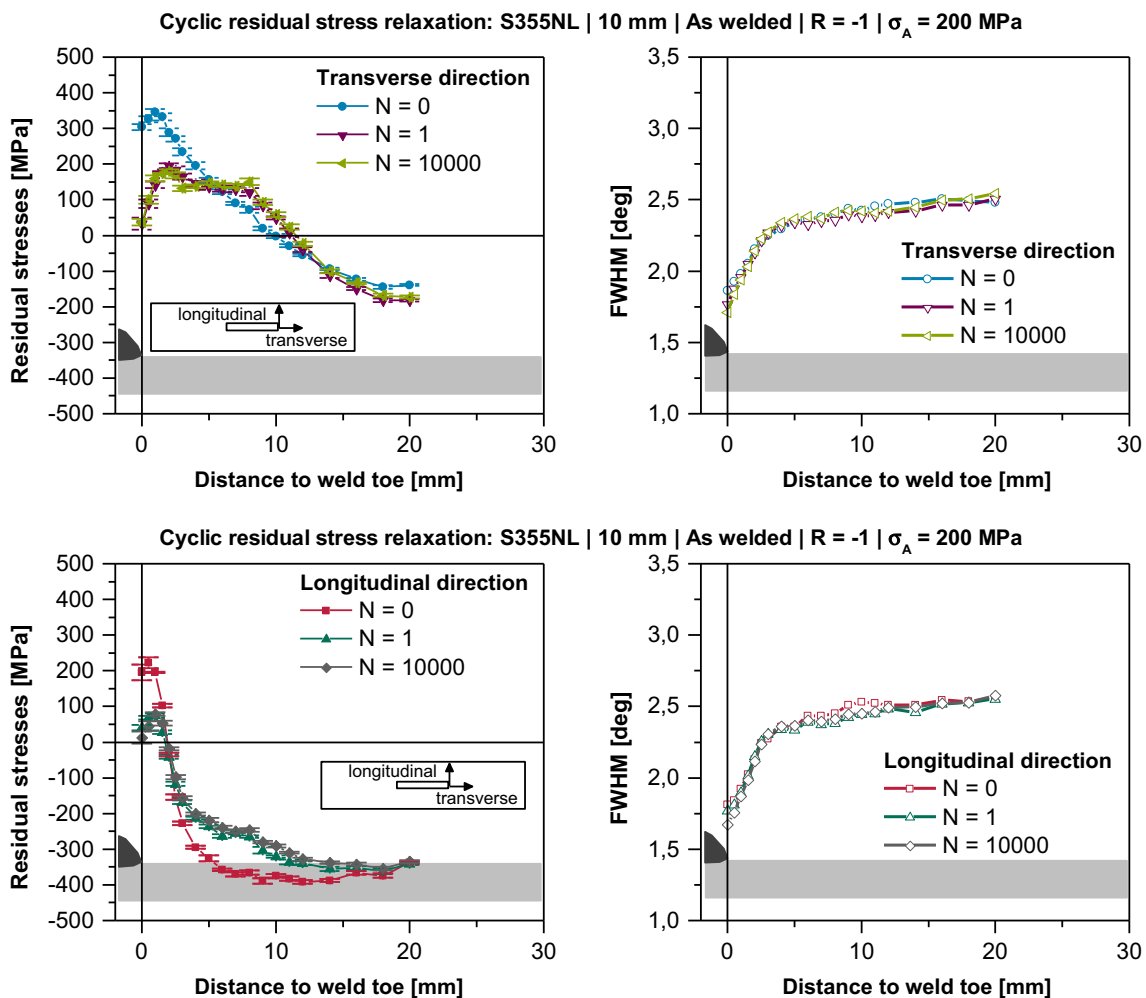 Cyclic residual stress relaxation: S355NL | 10 mm | As welded | R = -1 | σA = 200 MPa
500
400
300
200
100
0
-100
-200
-300
-400
-500
Residual stresses [MPa]
Transverse direction
N = 0
N = 1
N = 10000
longitudinal
transverse
0
10
20
30
Distance to weld toe [mm]
3,5
3,0
2,5
2,0
1,5
1,0
FWHM [deg]
Transverse direction
N = 0
N = 1
N = 10000
0
10
20
30
Distance to weld toe [mm]
Cyclic residual stress relaxation: S355NL | 10 mm | As welded | R = -1 | σA = 200 MPa
500
400
300
200
100
0
-100
-200
-300
-400
-500
Residual stresses [MPa]
Longitudinal direction
N = 0
N = 1
N = 10000
longitudinal
transverse
0
10
20
30
Distance to weld toe [mm]
3,5
3,0
2,5
2,0
1,5
1,0
FWHM [deg]
Longitudinal direction
N = 0
N = 1
N = 10000
0
10
20
30
Distance to weld toe [mm]